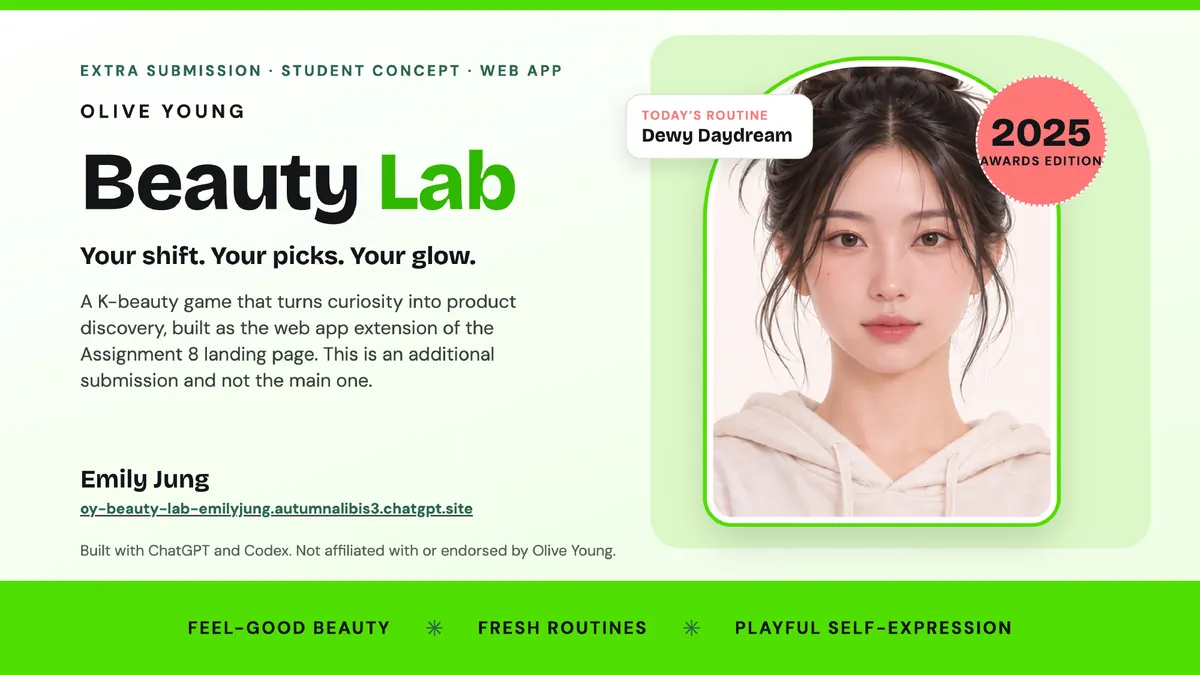 EXTRA SUBMISSION · STUDENT CONCEPT · WEB APP
OLIVE YOUNG
Beauty Lab
Your shift. Your picks. Your glow.
A K-beauty game that turns curiosity into product
discovery, built as the web app extension of the
Assignment 8 landing page. This is an additional
submission and not the main one.
Emily Jung
oy-beauty-lab-emilyjung.autumnalibis3.chatgpt.site
Built with ChatGPT and Codex. Not affiliated with or endorsed by Olive Young.
TODAY'S ROUTINE
Dewy Daydream
2025
AWARDS EDITION
FEEL-GOOD BEAUTY ✳ FRESH ROUTINES ✳ PLAYFUL SELF-EXPRESSION